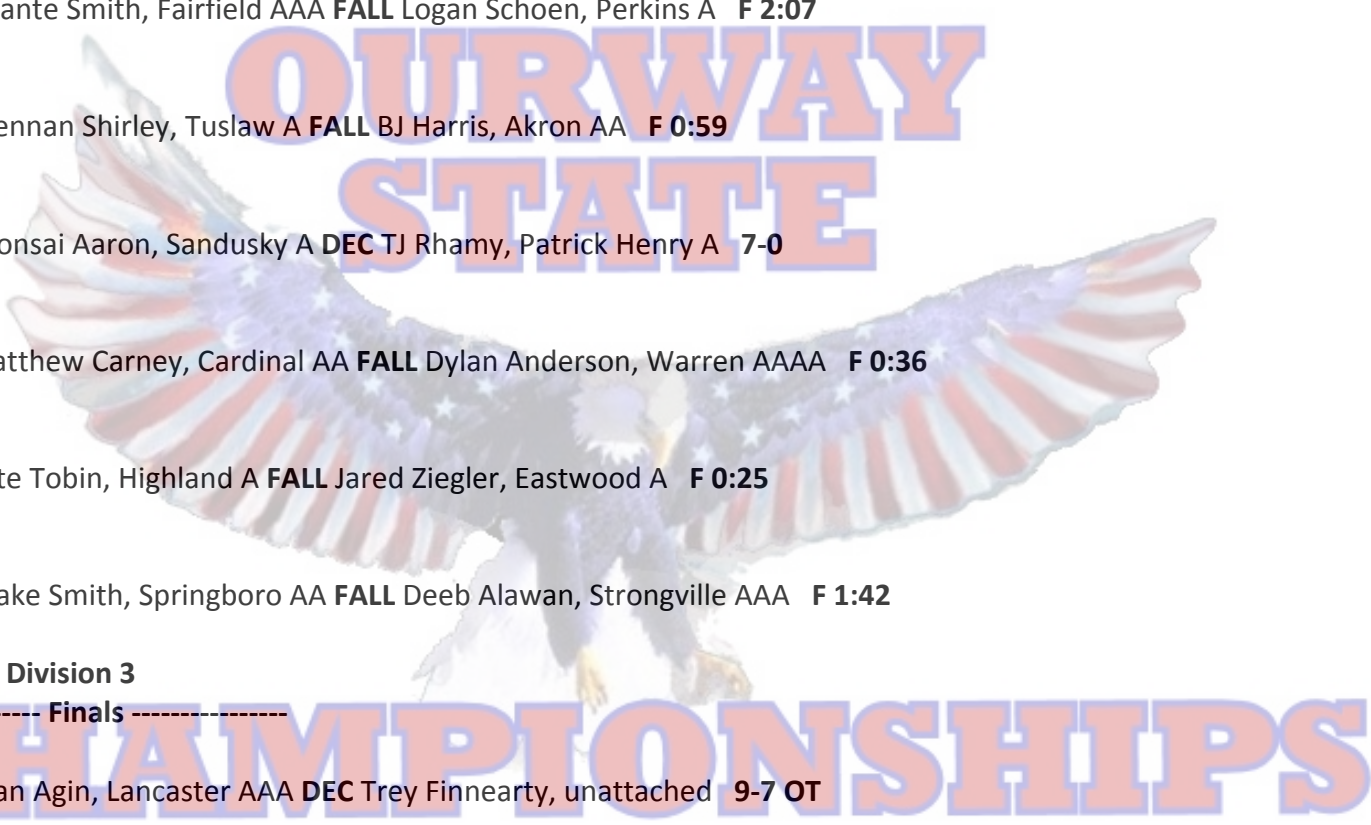 ante Smith, Fairfield AAA FALL Logan Schoen, Perkins A F 2:07
OURWAY
ennan Shirley, Tuslaw A FALL BJ Harris, Akron AA F 0:59
STATE
onsai Aaron, Sandusky A DEC TJ Rhamy, Patrick Henry A 7-0
atthew Carney, Cardinal AA FALL Dylan Anderson, Warren AAAA F 0:36
te Tobin, Highland A FALL Jared Ziegler, Eastwood A F 0:25
ake Smith, Springboro AA FALL Deeb Alawan, Strongville AAA F 1:42
Division 3
----- Finals ----------------
HAMPIONSHIPS
an Agin, Lancaster AAA DEC Trey Finnearty, unattached 9-7 OT